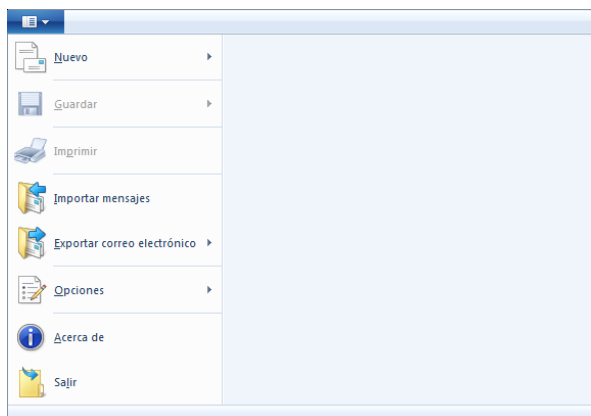 Nuevo
Guardar
Imprimir
Importar mensajes
Exportar correo electrónico
Opciones
Acerca de
Salir